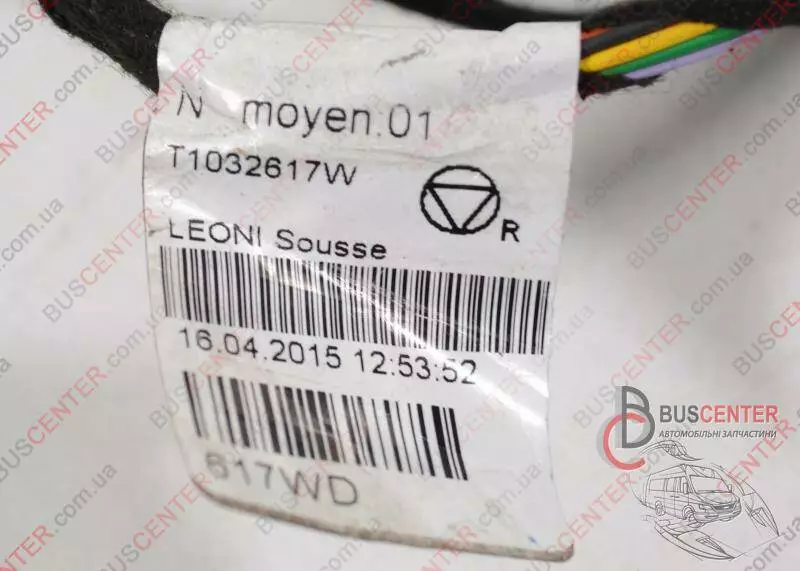 N moyen.01
T1032617W
R
LEONI Sousse
16.04.2015 12:53:52
617WD
BUSCENTER
АВТОМОБІЛЬНІ ЗАПЧАСТИНИ
BUSCENTER.com.ua